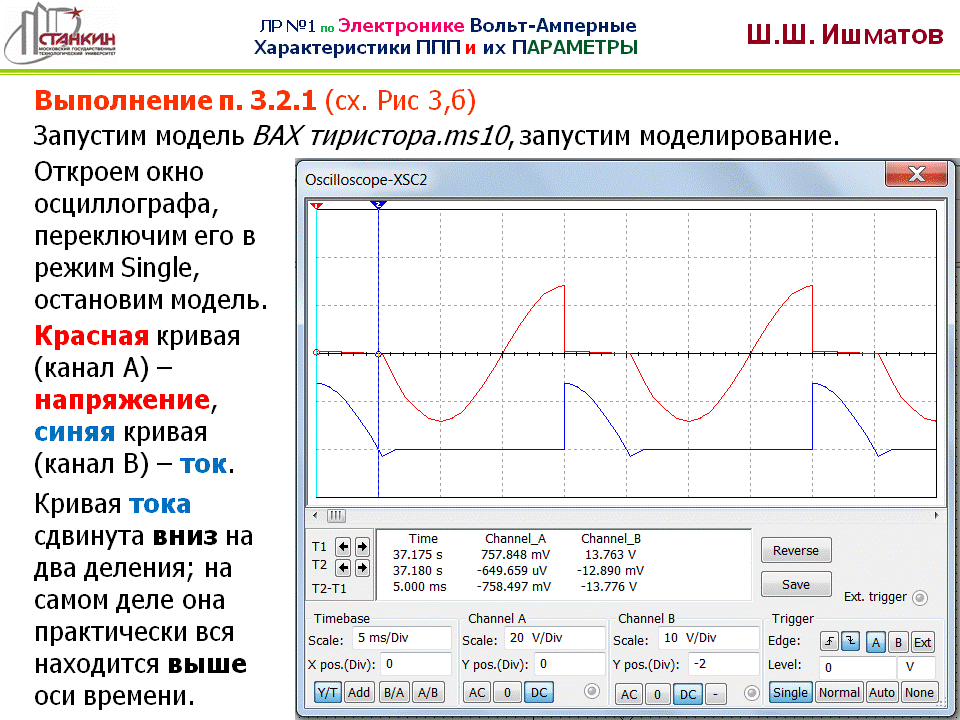 СТАНКИН
МОСКОВСКИЙ ГОСУДАРСТВЕННЫЙ
ТЕХНОЛОГИЧЕСКИЙ УНИВЕРСИТЕТ
ЛР №1 по Электронике Вольт-Амперные
Характеристики ППП и их ПАРАМЕТРЫ
Ш.Ш. Ишматов
Выполнение п. 3.2.1 (сх. Рис 3,б)
Запустим модель ВАХ тиристора.ms10, запустим моделирование.
Откроем окно
осциллографа,
переключим его в
режим Single,
остановим модель.
Красная кривая
(канал А) –
напряжение,
синяя кривая
(канал В) – ток.
Кривая тока
сдвинута вниз на
два деления; на
самом деле она
практически вся
находится выше
оси времени.
Oscilloscope-XSC2
1 2
Time Channel_A Channel_B
T1 37.175 s 757.848 mV 13.763 V
T2 37.180 s -649.659 uV -12.890 mV
T2-T1 5.000 ms -758.497 mV -13.776 V
Reverse
Save
Ext. trigger
Timebase
Scale: 5 ms/Div
X pos.(Div): 0
Y/T Add B/A A/B
Channel A
Scale: 20 V/Div
Y pos.(Div): 0
AC 0 DC
Channel B
Scale: 10 V/Div
Y pos.(Div): -2
AC 0 DC -
Trigger
Edge: A B Ext
Level: 0 V
Single Normal Auto None